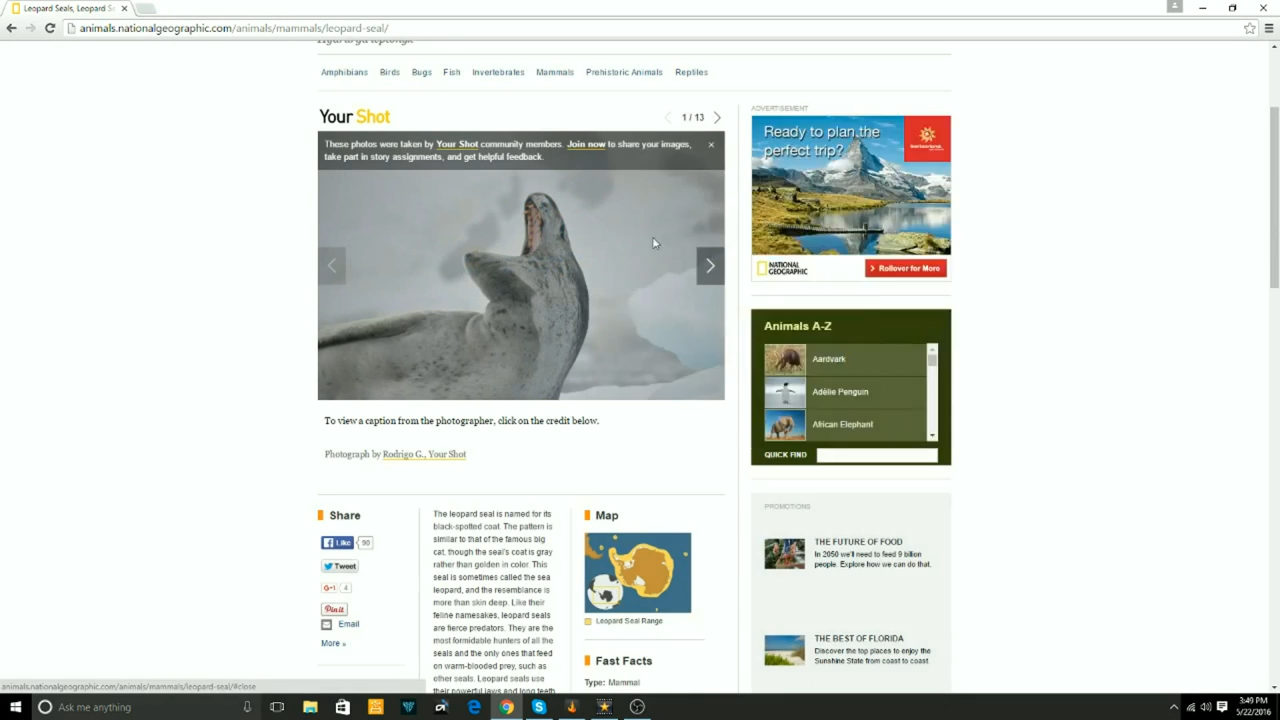 Leopard Seals, Leopard Se
animals.nationalgeographic.com/animals/mammals/leopard-seal/
Amphibians Birds Bugs Fish Invertebrates Mammals Prehistoric Animals Reptiles
Your Shot
1 / 13
These photos were taken by Your Shot community members. Join now to share your images,
take part in story assignments, and get helpful feedback.
To view a caption from the photographer, click on the credit below.
Photograph by Rodrigo G., Your Shot
Share
Like 90
Tweet
G+1 4
Pin it
Email
More »
The leopard seal is named for its
black-spotted coat. The pattern is
similar to that of the famous big
cat, though the seal's coat is gray
rather than golden in color. This
seal is sometimes called the sea
leopard, and the resemblance is
more than skin deep. Like their
feline namesakes, leopard seals
are fierce predators. They are the
most formidable hunters of all the
seals and the only ones that feed
on warm-blooded prey, such as
other seals. Leopard seals use
their powerful jaws and long teeth
Map
Leopard Seal Range
Fast Facts
Type: Mammal
ADVERTISEMENT
Ready to plan the
perfect trip?
NATIONAL
GEOGRAPHIC
Rollover for More
Animals A-Z
Aardvark
Adélie Penguin
African Elephant
QUICK FIND
PROMOTIONS
THE FUTURE OF FOOD
In 2050 we'll need to feed 9 billion
people. Explore how we can do that.
THE BEST OF FLORIDA
Discover the top places to enjoy the
Sunshine State from coast to coast
animals.nationalgeographic.com/animals/mammals/leopard-seal/#close
Ask me anything
3:49 PM
5/22/2016